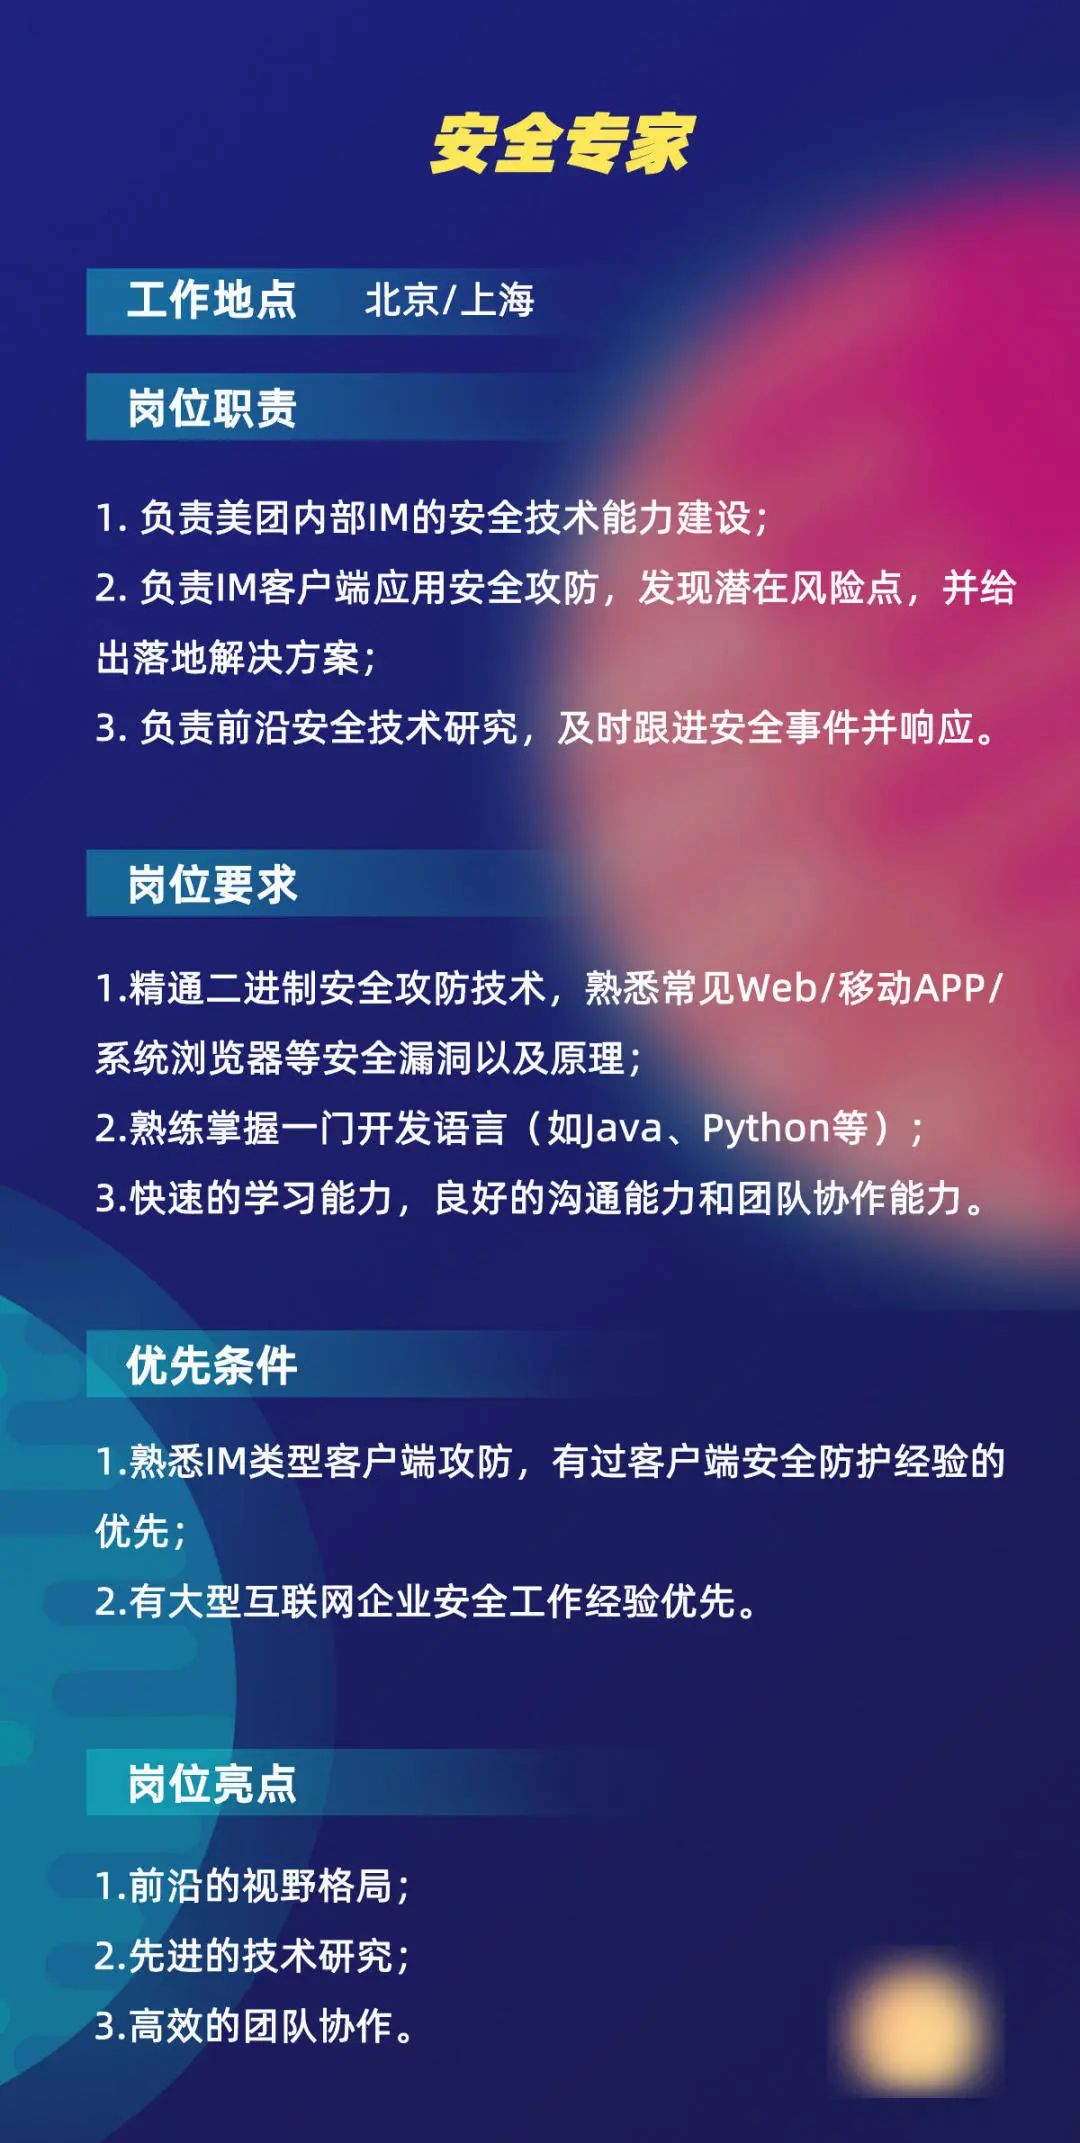 安全专家
工作地点 北京/上海
岗位职责
1. 负责美团内部IM的安全技术能力建设；
2. 负责IM客户端应用安全攻防，发现潜在风险点，并给
出落地解决方案；
3. 负责前沿安全技术研究，及时跟进安全事件并响应。
岗位要求
1.精通二进制安全攻防技术，熟悉常见Web/移动APP/
系统浏览器等安全漏洞以及原理；
2.熟练掌握一门开发语言（如Java、Python等）；
3.快速的学习能力，良好的沟通能力和团队协作能力。
优先条件
1.熟悉IM类型客户端攻防，有过客户端安全防护经验的
优先；
2.有大型互联网企业安全工作经验优先。
岗位亮点
1.前沿的视野格局；
2.先进的技术研究；
3.高效的团队协作。